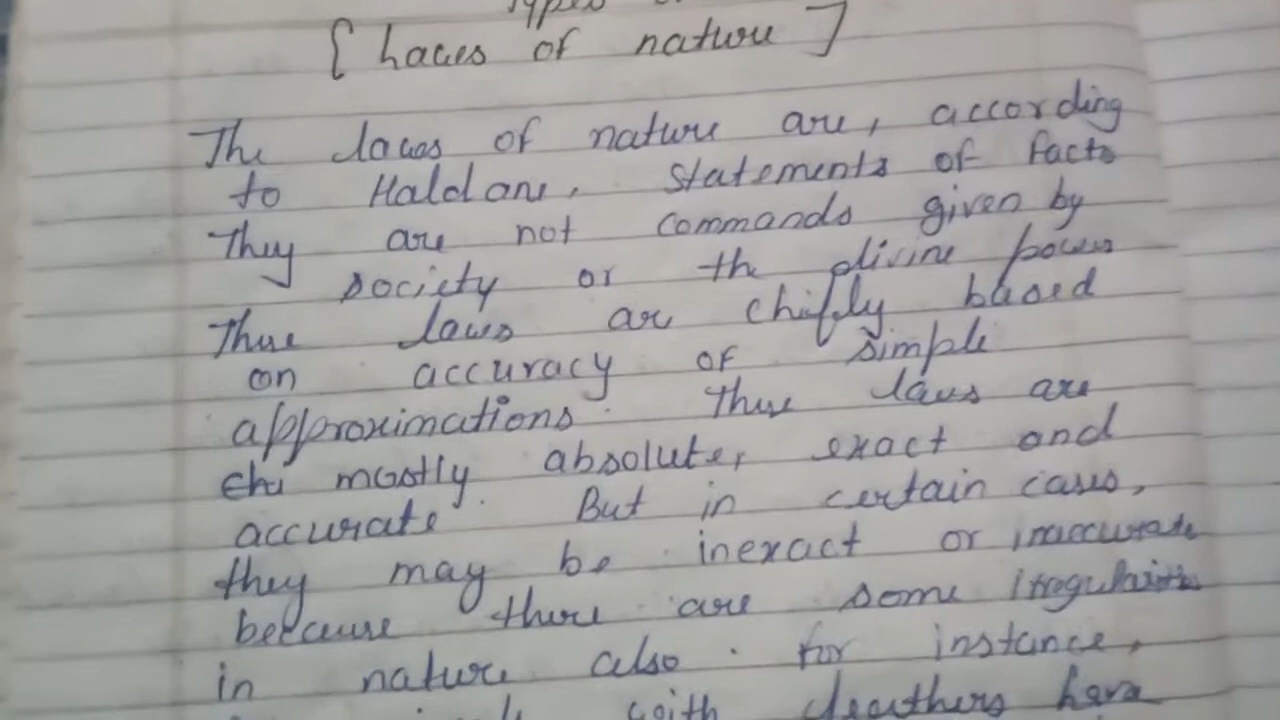 Types
[ Laws of nature ]
The laws of nature are, according
to Haldane, statements of facts
They are not commands given by
society or the divine power
These laws are chiefly based
on accuracy of simple
approximations. These laws are
mostly absolute, exact and
accurate. But in certain cases,
they may be inexact or inaccurate
because there are some irregularities
in nature also. for instance,
with